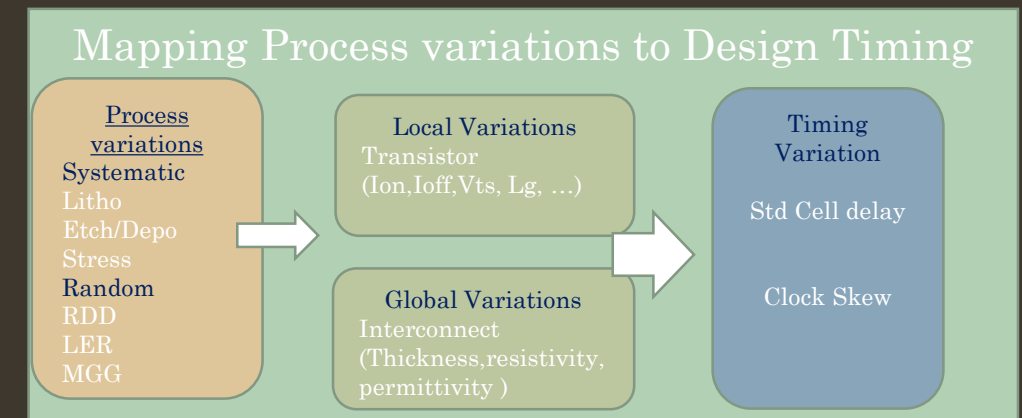 Mapping Process variations to Design Timing
Process
variations
Systematic
Litho
Etch/Depo
Stress
Random
RDD
LER
MGG
Local Variations
Transistor
(Ion,Ioff,Vts, Lg, …)
Global Variations
Interconnect
(Thickness,resistivity,
permittivity )
Timing
Variation
Std Cell delay
Clock Skew